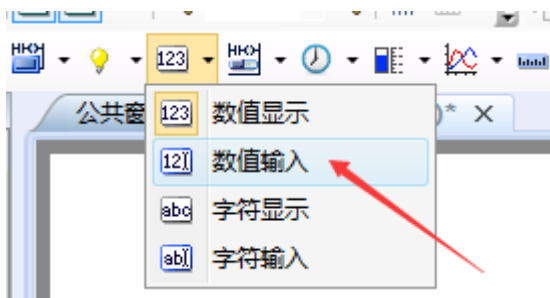 123
公共窗 )* ×
123 数值显示
12 数值输入
abc 字符显示
ab 字符输入